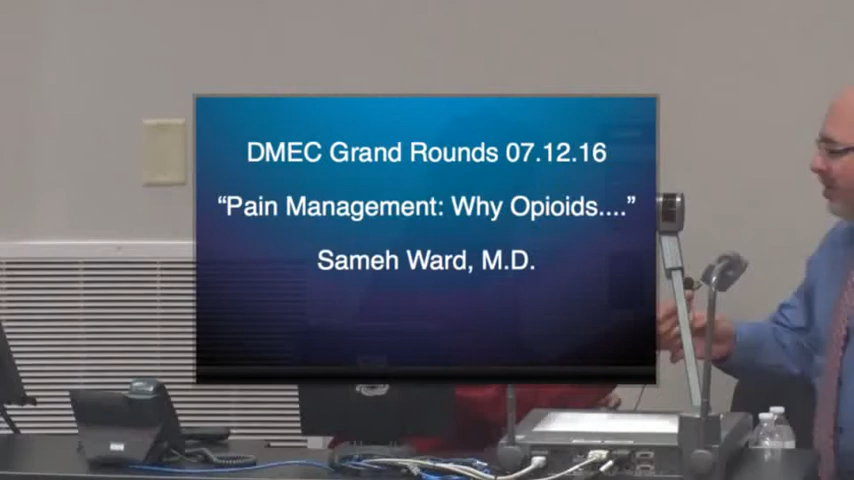 DMEC Grand Rounds 07.12.16
“Pain Management: Why Opioids....”
Sameh Ward, M.D.